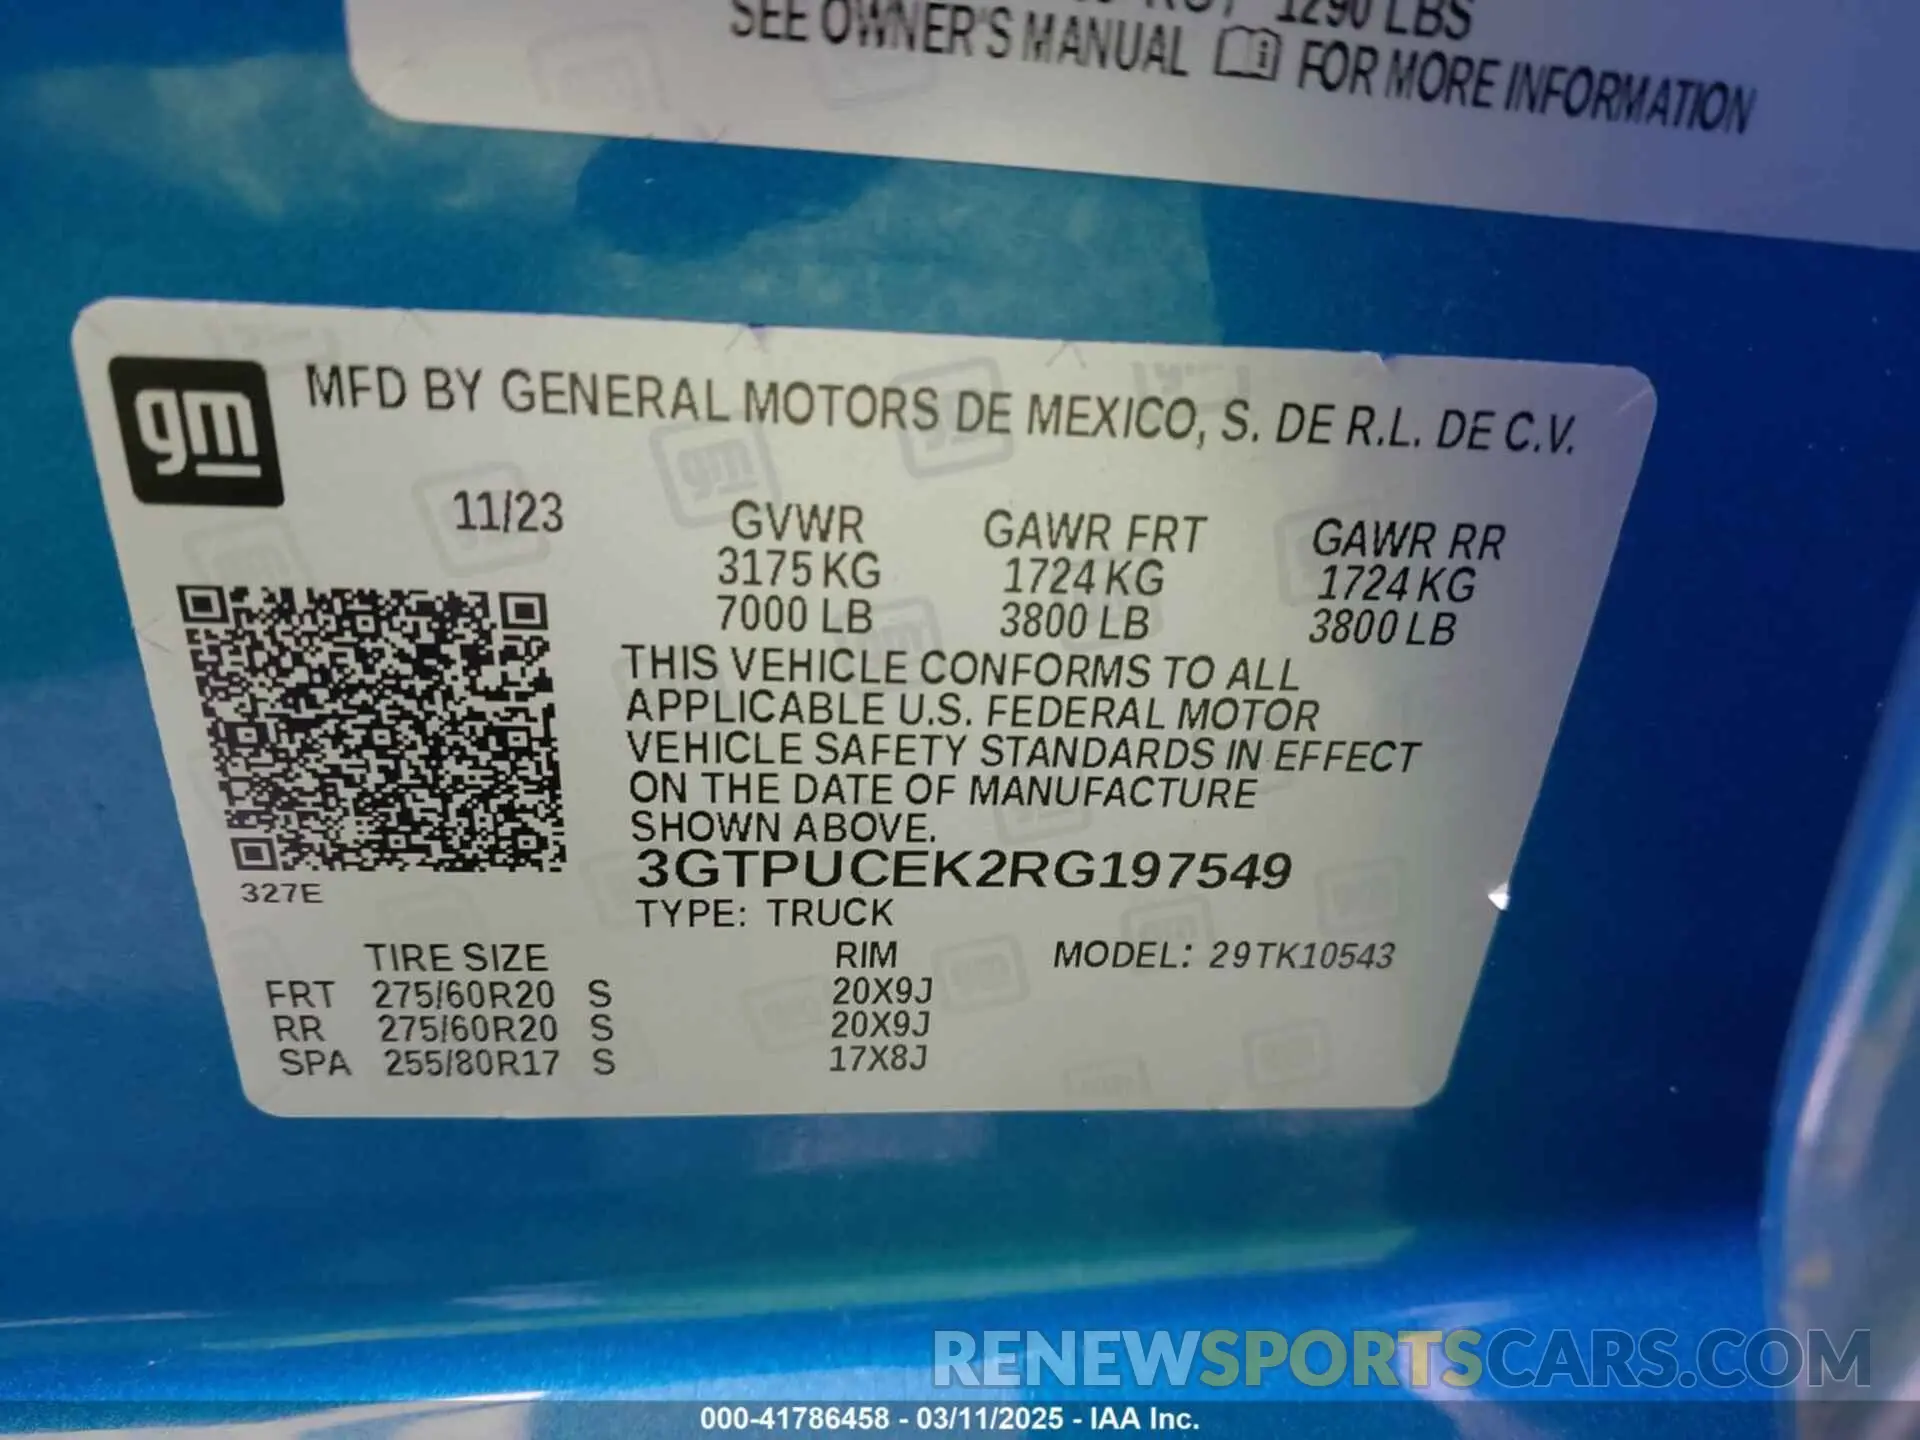 1290 LBS
SEE OWNER'S MANUAL FOR MORE INFORMATION
gm
MFD BY GENERAL MOTORS DE MEXICO, S. DE R.L. DE C.V.
11/23 GVWR GAWR FRT GAWR RR
3175 KG 1724 KG 1724 KG
7000 LB 3800 LB 3800 LB
THIS VEHICLE CONFORMS TO ALL
APPLICABLE U.S. FEDERAL MOTOR
VEHICLE SAFETY STANDARDS IN EFFECT
ON THE DATE OF MANUFACTURE
SHOWN ABOVE.
3GTPUCEK2RG197549
327E
TYPE: TRUCK
TIRE SIZE RIM MODEL: 29TK10543
FRT 275/60R20 S 20X9J
RR 275/60R20 S 20X9J
SPA 255/80R17 S 17X8J
RENEWSPORTSCARS.COM
000-41786458 - 03/11/2025 - IAA Inc.